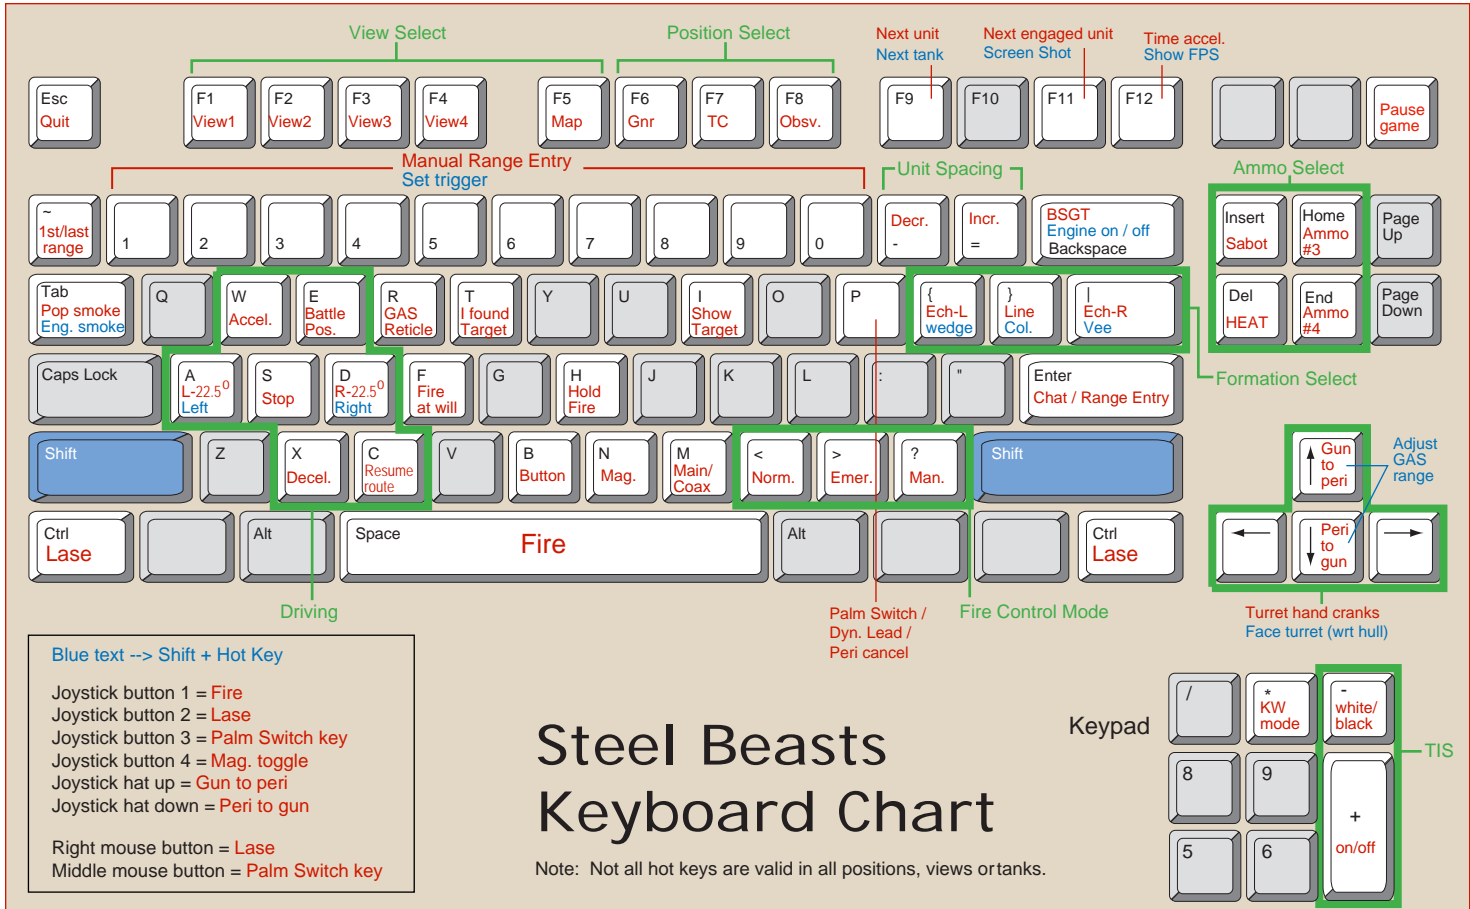 View Select
Position Select
Next unit
Next tank
Next engaged unit
Screen Shot
Time accel.
Show FPS
Esc
Quit
F1
View1
F2
View2
F3
View3
F4
View4
F5
Map
F6
Gnr
F7
TC
F8
Obsv.
F9
F10
F11
F12
Pause
game
Manual Range Entry
Set trigger
Unit Spacing
Ammo Select
~
1st/last
range
1
2
3
4
5
6
7
8
9
0
Decr.
-
Incr.
=
BSGT
Engine on / off
Backspace
Insert
Sabot
Home
Ammo
#3
Page
Up
Tab
Pop smoke
Eng. smoke
Q
W
Accel.
E
Battle
Pos.
R
GAS
Reticle
T
I found
Target
Y
U
I
Show
Target
O
P
{
Ech-L
wedge
}
Line
Col.
|
Ech-R
Vee
Del
HEAT
End
Ammo
#4
Page
Down
Caps Lock
A
L-22.5⁰
Left
S
Stop
D
R-22.5⁰
Right
F
Fire
at will
G
H
Hold
Fire
J
K
L
:
"
Enter
Chat / Range Entry
Formation Select
Shift
Z
X
Decel.
C
Resume
route
V
B
Button
N
Mag.
M
Main/
Coax
<
Norm.
>
Emer.
?
Man.
Shift
↑ Gun
to
peri
Adjust
GAS
range
Ctrl
Lase
Alt
Space
Fire
Alt
Ctrl
Lase
←
↓ Peri
to
gun
→
Driving
Palm Switch /
Dyn. Lead /
Peri cancel
Fire Control Mode
Turret hand cranks
Face turret (wrt hull)
Blue text --> Shift + Hot Key
Joystick button 1 = Fire
Joystick button 2 = Lase
Joystick button 3 = Palm Switch key
Joystick button 4 = Mag. toggle
Joystick hat up = Gun to peri
Joystick hat down = Peri to gun
Right mouse button = Lase
Middle mouse button = Palm Switch key
Steel Beasts
Keyboard Chart
Note: Not all hot keys are valid in all positions, views ortanks.
Keypad
/
*
KW
mode
-
white/
black
TIS
8
9
+
on/off
5
6